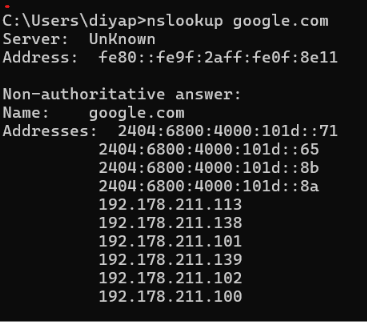 C:\Users\diyap>nslookup google.com
Server:  UnKnown
Address:  fe80::fe9f:2aff:fe0f:8e11

Non-authoritative answer:
Name:    google.com
Addresses:  2404:6800:4000:101d::71
          2404:6800:4000:101d::65
          2404:6800:4000:101d::8b
          2404:6800:4000:101d::8a
          192.178.211.113
          192.178.211.138
          192.178.211.101
          192.178.211.139
          192.178.211.102
          192.178.211.100